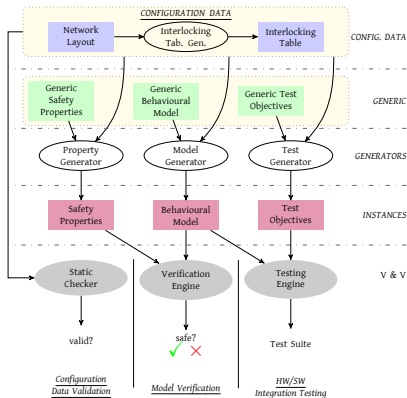 CONFIGURATION DATA
Network
Layout
Interlocking
Tab. Gen.
Interlocking
Table
CONFIG. DATA
Generic
Safety
Properties
Generic
Behavioural
Model
Generic Test
Objectives
GENERIC
Property
Generator
Model
Generator
Test
Generator
GENERATORS
Safety
Properties
Behavioural
Model
Test
Objectives
INSTANCES
Static
Checker
Verification
Engine
Testing
Engine
V & V
valid?
safe?
Test Suite
Configuration
Data Validation
Model Verification
HW/SW
Integration Testing